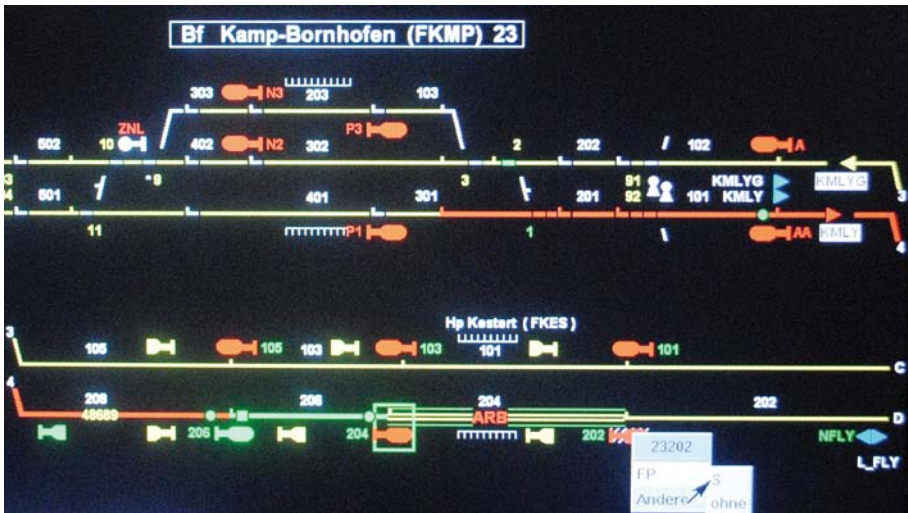 Bf Kamp-Bornhofen (FKMP) 23
303 N3 203 103
ZNL P3
502 10 402 N2 302 2 202 102 A
*9 3 91 KMLYG KMLYG
501 401 301 201 92 KMLY 101 3
11 P1 1 AA KMLY 4
Hp Kestert (FKES)
3 105 105 103 103 101 101 C
4 208 206 204 202
48689 ARB D
206 204 202 NFLY
23202 L_FLY
FP S
Andere ohne